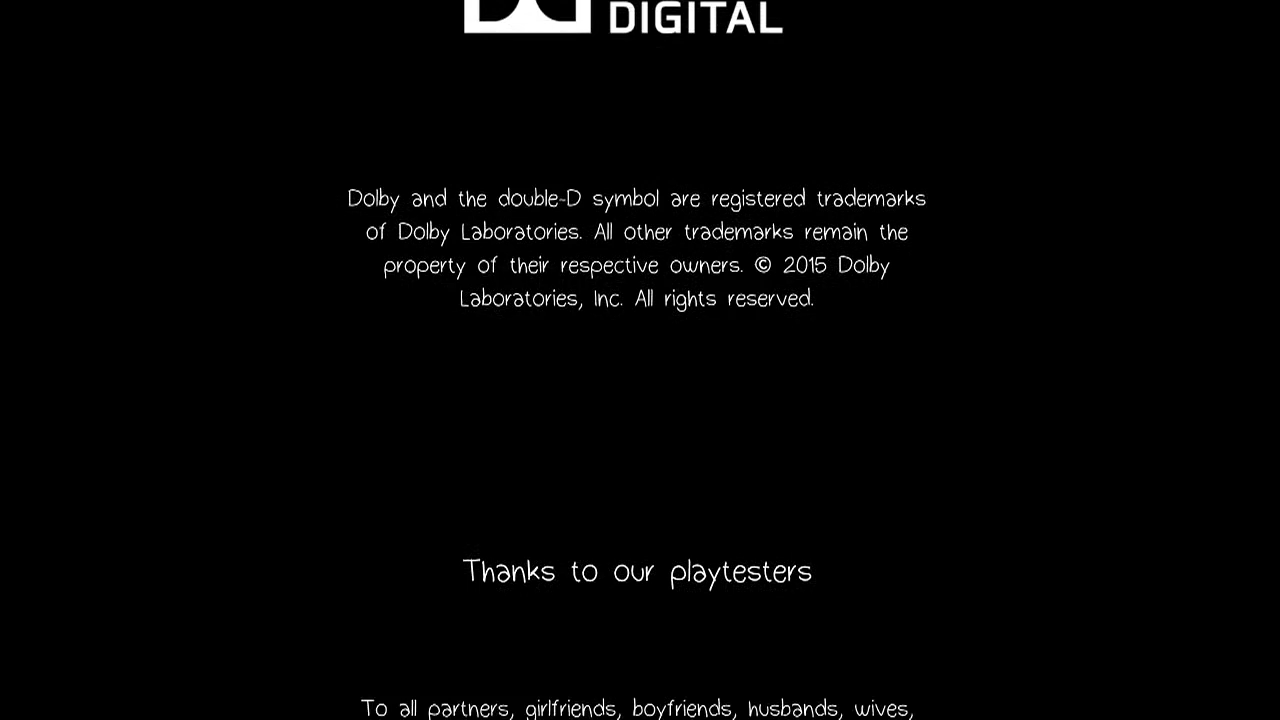 DIGITAL
Dolby and the double-D symbol are registered trademarks
of Dolby Laboratories. All other trademarks remain the
property of their respective owners. © 2015 Dolby
Laboratories, Inc. All rights reserved.
Thanks to our playtesters
To all partners, girlfriends, boyfriends, husbands, wives,